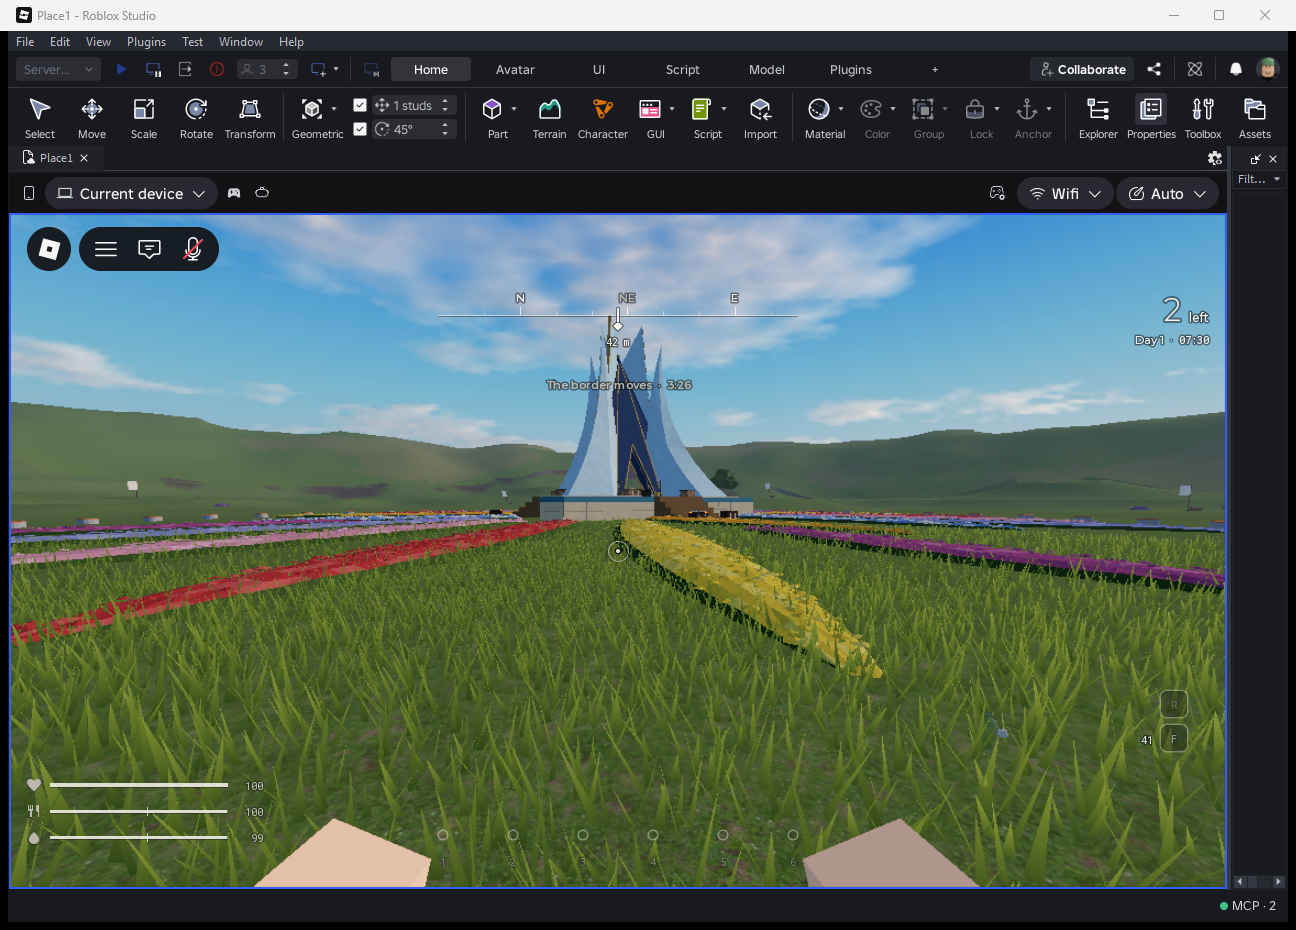 Place1 - Roblox Studio
File Edit View Plugins Test Window Help
Server... 3 Home Avatar UI Script Model Plugins + Collaborate
Select Move Scale Rotate Transform Geometric 1 studs 45° Part Terrain Character GUI Script Import Material Color Group Lock Anchor Explorer Properties Toolbox Assets
Place1
Filt...
Current device Wifi Auto
N NE E
2 left
42 m
Day1 · 07:30
The border moves · 3:26
R
41 F
100
100
99
1 2 3 4 5 6
MCP · 2